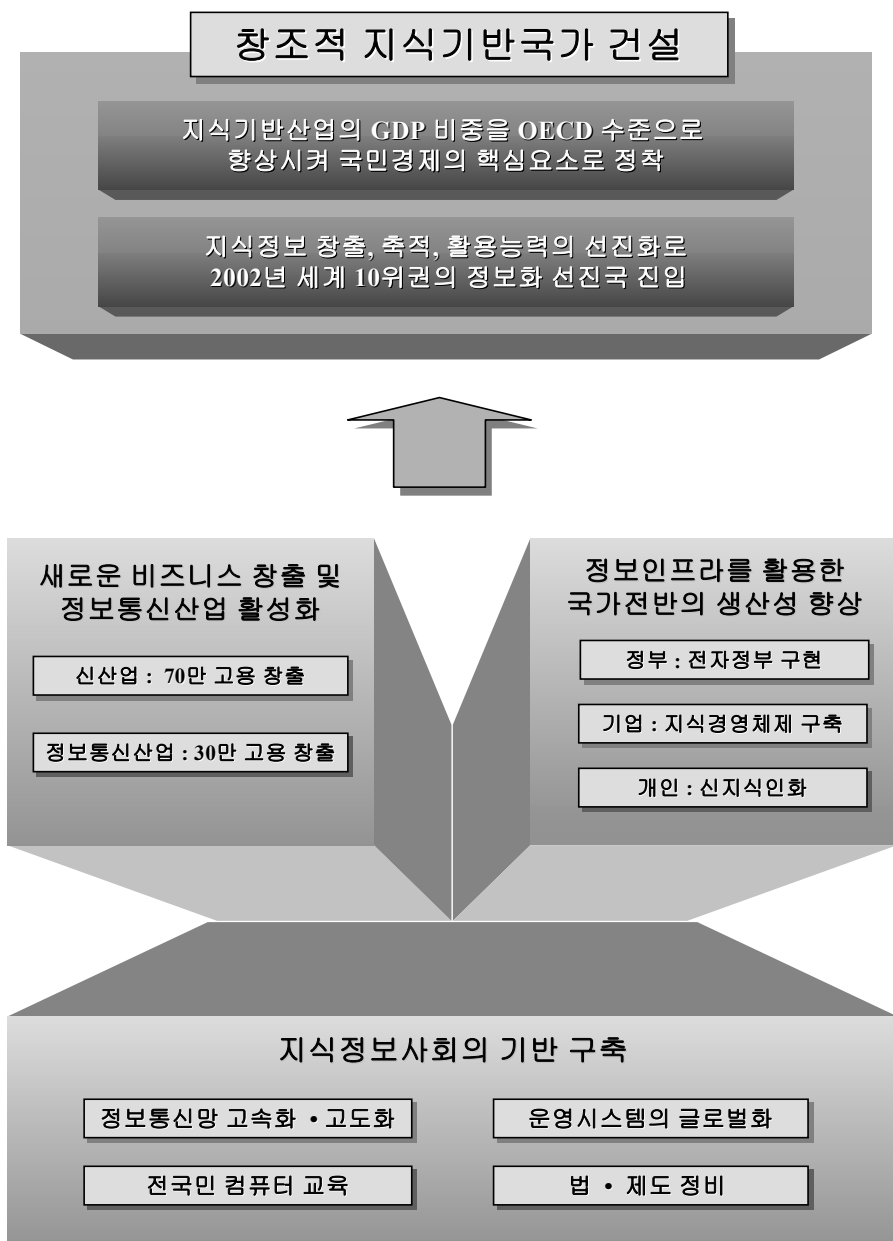 창조적 지식기반국가 건설
지식기반산업의 GDP 비중을 OECD 수준으로
향상시켜 국민경제의 핵심요소로 정착
지식정보 창출, 축적, 활용능력의 선진화로
2002년 세계 10위권의 정보화 선진국 진입
새로운 비즈니스 창출 및
정보통신산업 활성화
신산업 : 70만 고용 창출
정보통신산업 : 30만 고용 창출
정보인프라를 활용한
국가전반의 생산성 향상
정부 : 전자정부 구현
기업 : 지식경영체제 구축
개인 : 신지식인화
지식정보사회의 기반 구축
정보통신망 고속화 • 고도화
운영시스템의 글로벌화
전국민 컴퓨터 교육
법 • 제도 정비